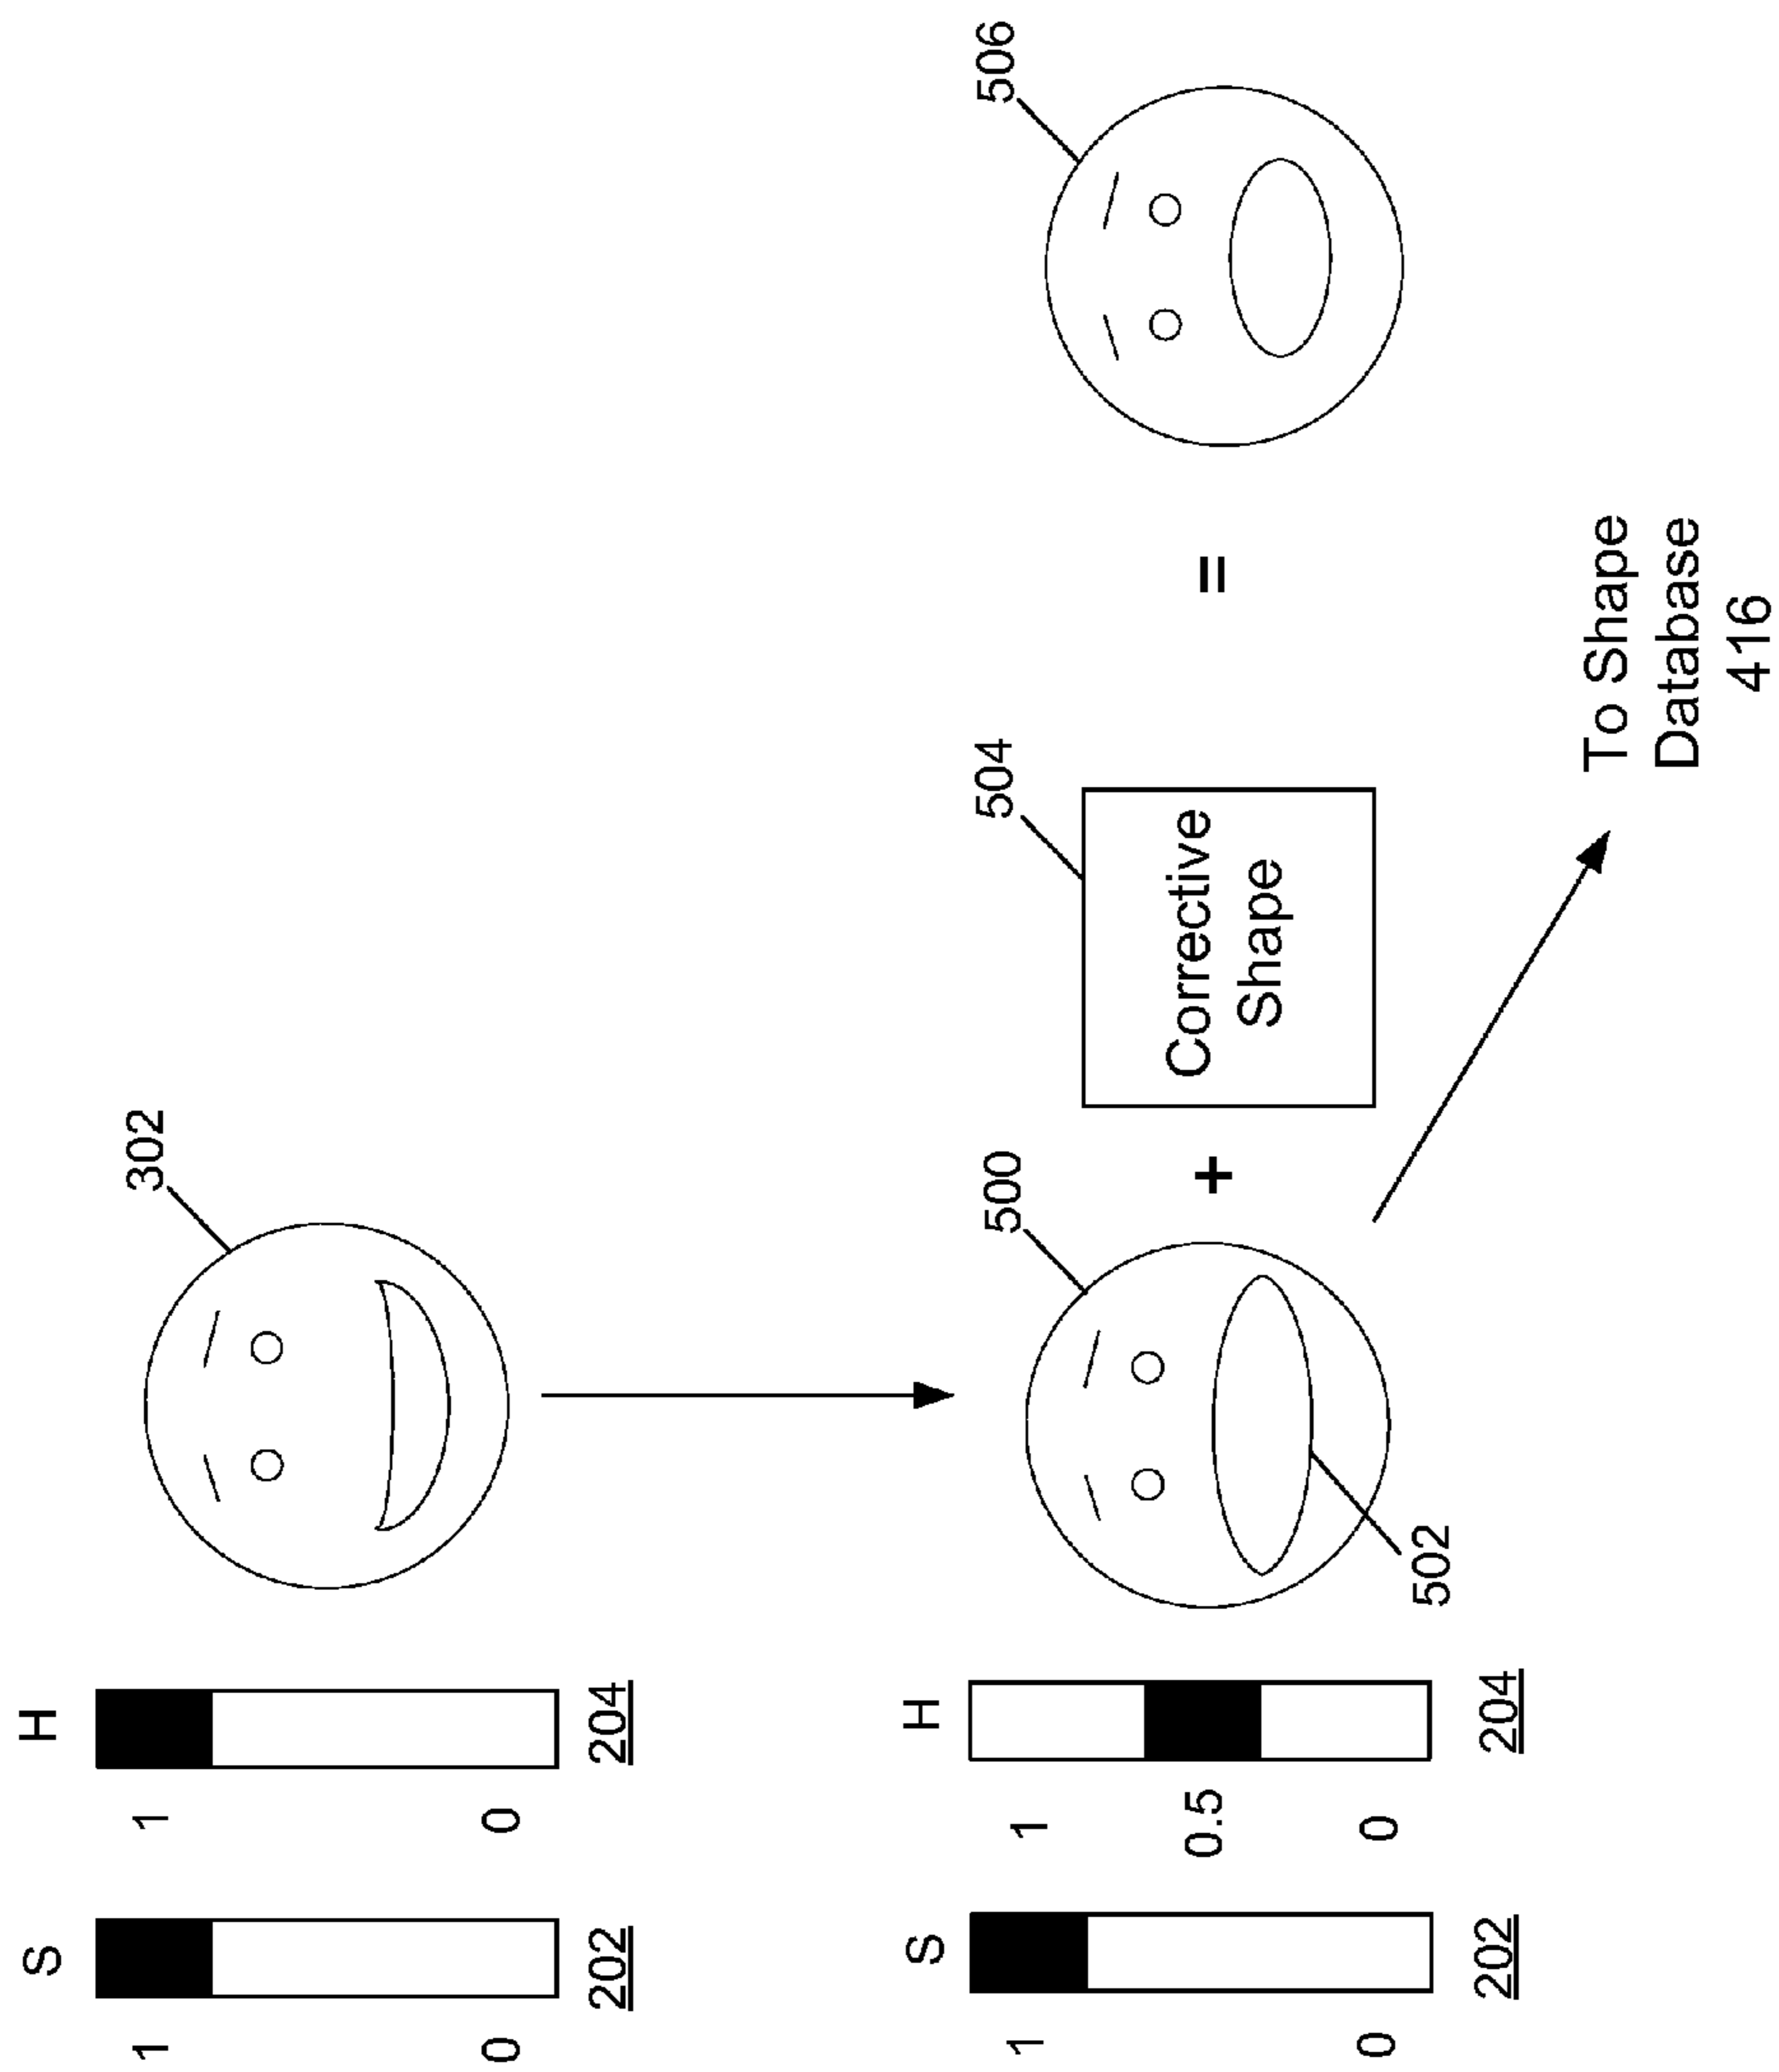 S H
1 1 302
0 0
202 204
S H
500 504 506
1 1
0.5 + Corrective =
Shape
0 0
502
202 204
To Shape
Database
416